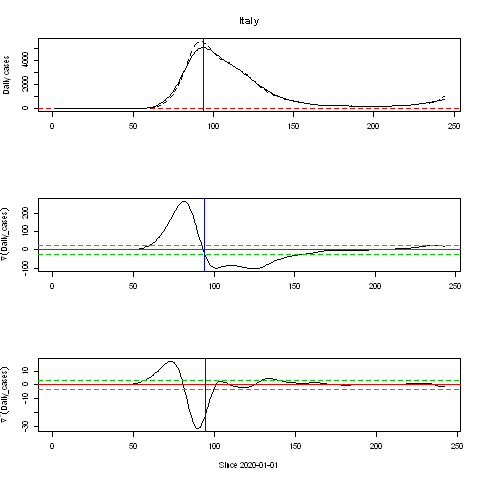 Italy
Daily cases
0 2000 4000
0 50 100 150 200 250
∇ (Daily_cases)
-100 0 100 200
0 50 100 150 200 250
∇ (Daily_cases)
-30 -10 0 10
0 50 100 150 200 250
Since 2020-01-01